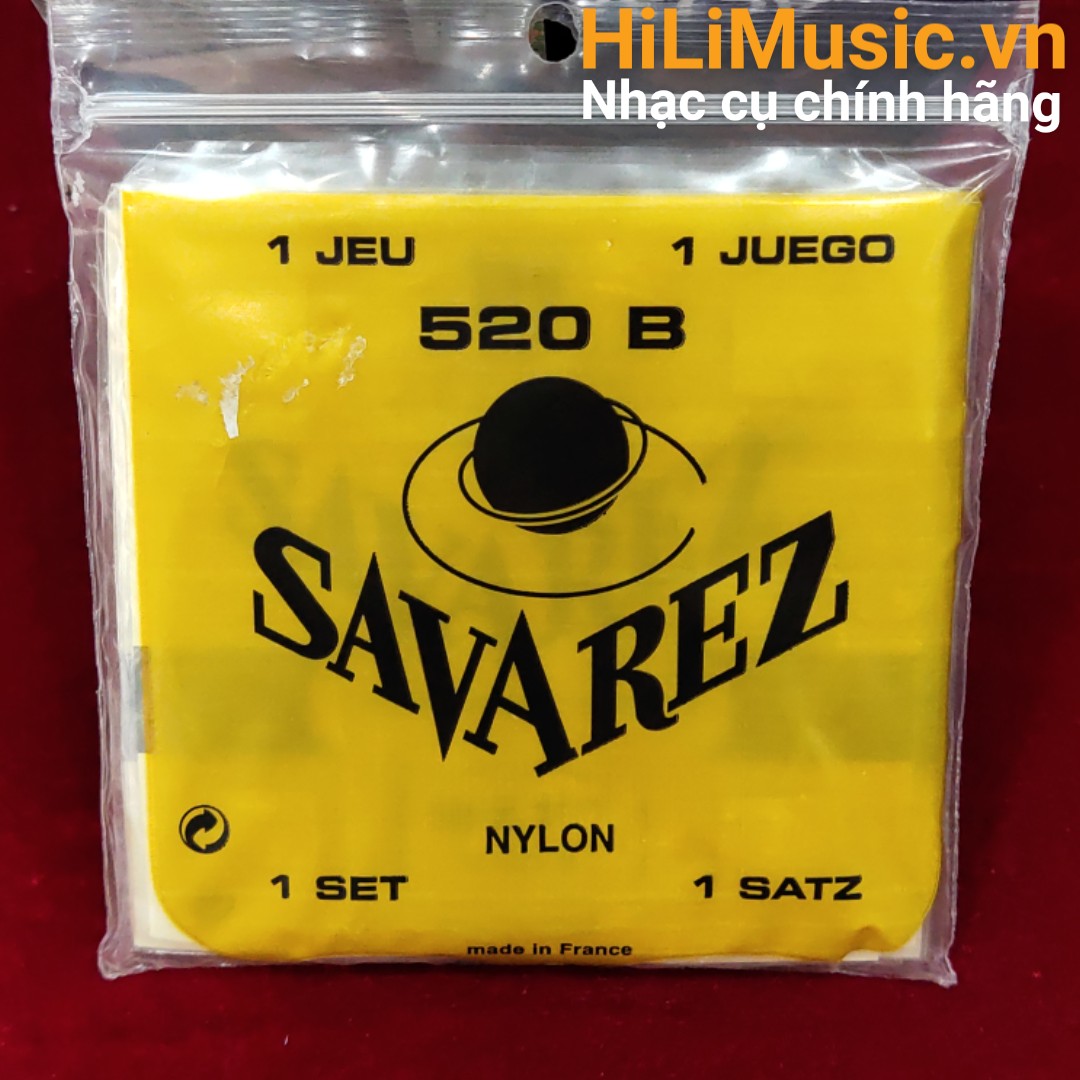 HiLiMusic.vn
Nhạc cụ chính hãng
1 JEU 1 JUEGO
520 B
SAVAREZ
NYLON
1 SET 1 SATZ
made in France